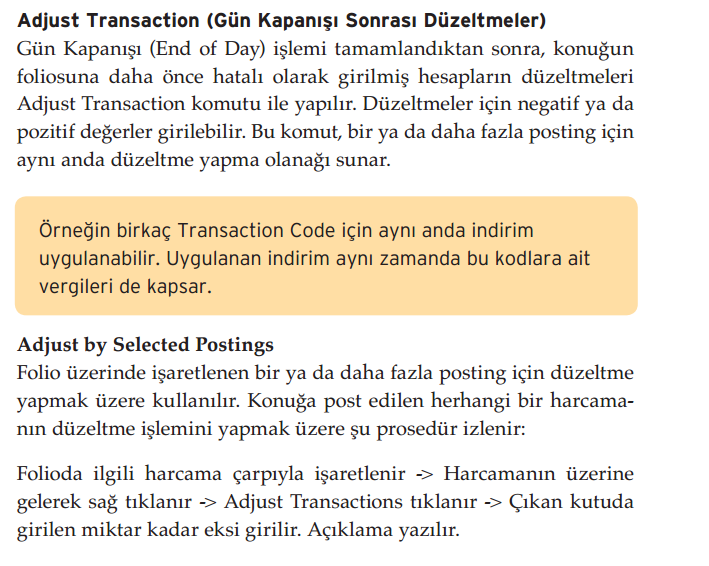 Adjust Transaction (Gün Kapanışı Sonrası Düzeltmeler)
Gün Kapanışı (End of Day) işlemi tamamlandıktan sonra, konuğun
foliosuna daha önce hatalı olarak girilmiş hesapların düzeltmeleri
Adjust Transaction komutu ile yapılır. Düzeltmeler için negatif ya da
pozitif değerler girilebilir. Bu komut, bir ya da daha fazla posting için
aynı anda düzeltme yapma olanağı sunar.
Örneğin birkaç Transaction Code için aynı anda indirim
uygulanabilir. Uygulanan indirim aynı zamanda bu kodlara ait
vergileri de kapsar.
Adjust by Selected Postings
Folio üzerinde işaretlenen bir ya da daha fazla posting için düzeltme
yapmak üzere kullanılır. Konuğa post edilen herhangi bir harcama-
nın düzeltme işlemini yapmak üzere şu prosedür izlenir:
Folioda ilgili harcama çarpıyla işaretlenir -> Harcamanın üzerine
gelerek sağ tıklanır -> Adjust Transactions tıklanır -> Çıkan kutuda
girilen miktar kadar eksi girilir. Açıklama yazılır.